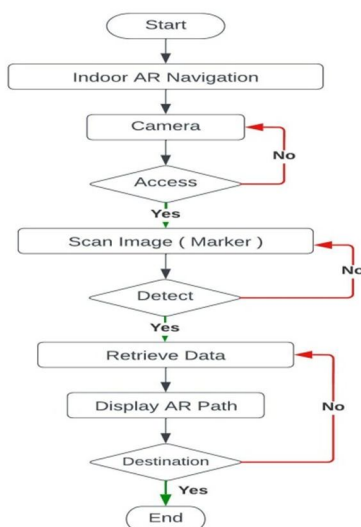 Start
Indoor AR Navigation
Camera
No
Access
Yes
Scan Image ( Marker )
No
Detect
Yes
Retrieve Data
Display AR Path
No
Destination
Yes
End